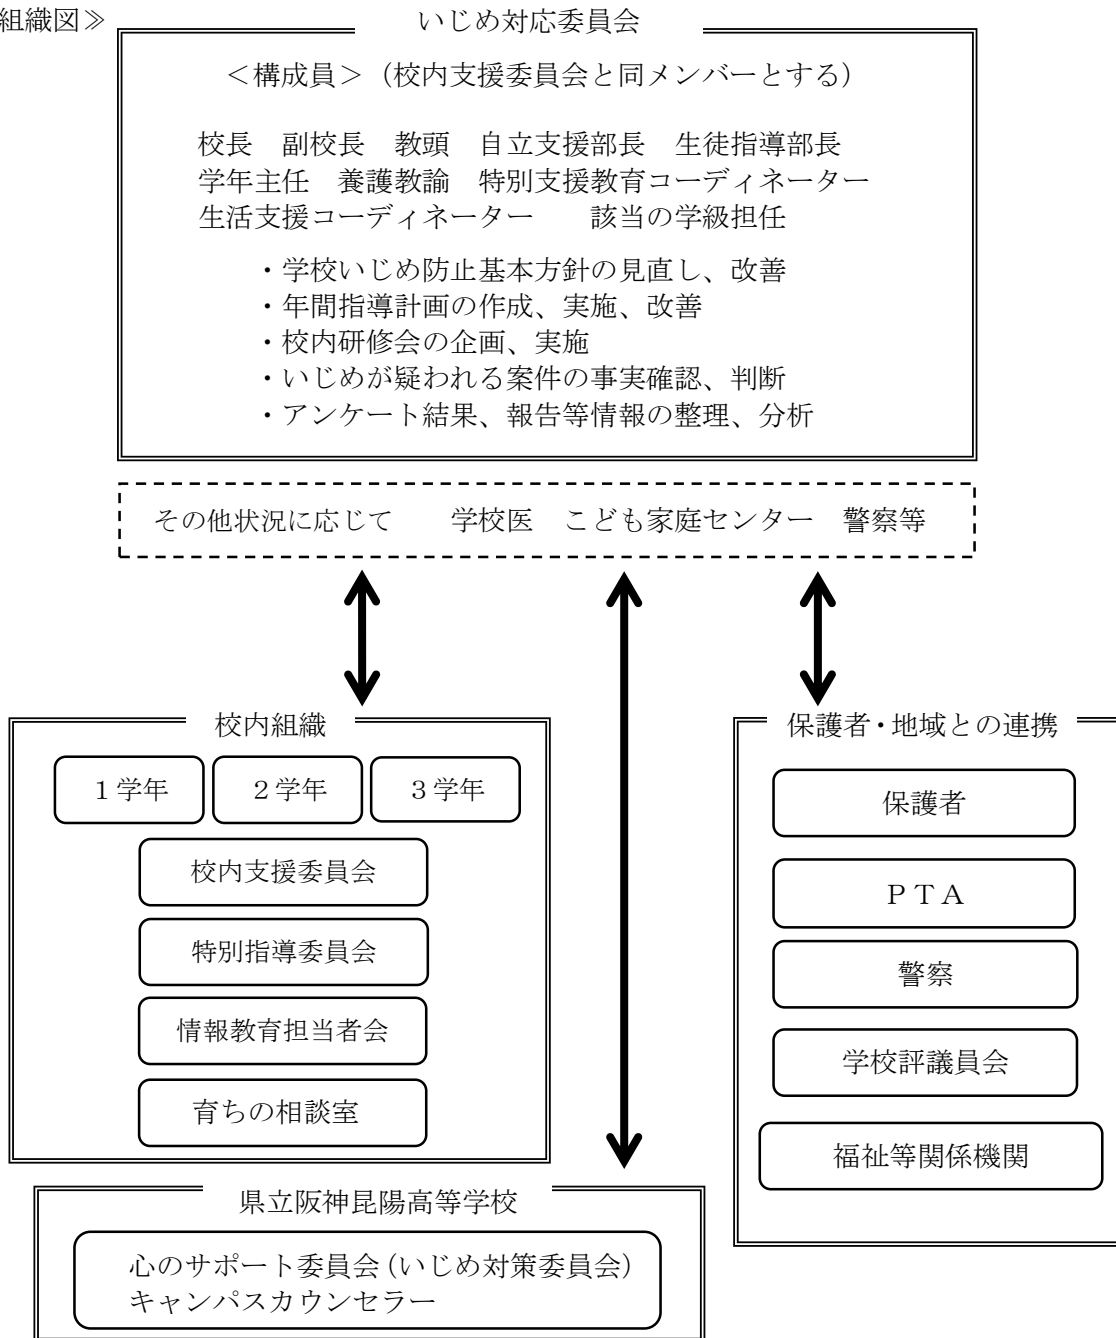 組織図≫
いじめ対応委員会
＜構成員＞（校内支援委員会と同メンバーとする）
校長　副校長　教頭　自立支援部長　生徒指導部長
学年主任　養護教諭　特別支援教育コーディネーター
生活支援コーディネーター　　該当の学級担任
・学校いじめ防止基本方針の見直し、改善
・年間指導計画の作成、実施、改善
・校内研修会の企画、実施
・いじめが疑われる案件の事実確認、判断
・アンケート結果、報告等情報の整理、分析
その他状況に応じて　　学校医　こども家庭センター　警察等
校内組織
１学年　２学年　３学年
校内支援委員会
特別指導委員会
情報教育担当者会
育ちの相談室
保護者・地域との連携
保護者
ＰＴＡ
警察
学校評議員会
福祉等関係機関
県立阪神昆陽高等学校
心のサポート委員会(いじめ対策委員会)
キャンパスカウンセラー